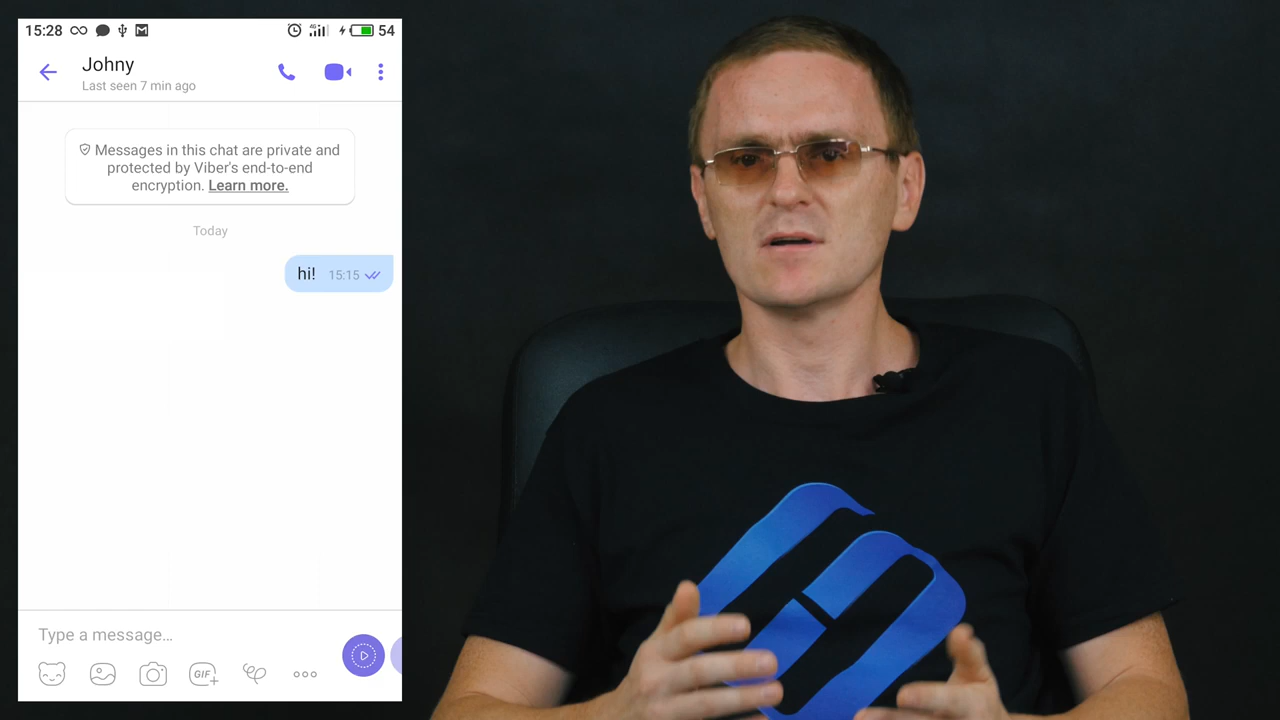 15:28
4G
54
Johny
Last seen 7 min ago
Messages in this chat are private and
protected by Viber's end-to-end
encryption. Learn more.
Today
hi! 15:15
Type a message...
GIF